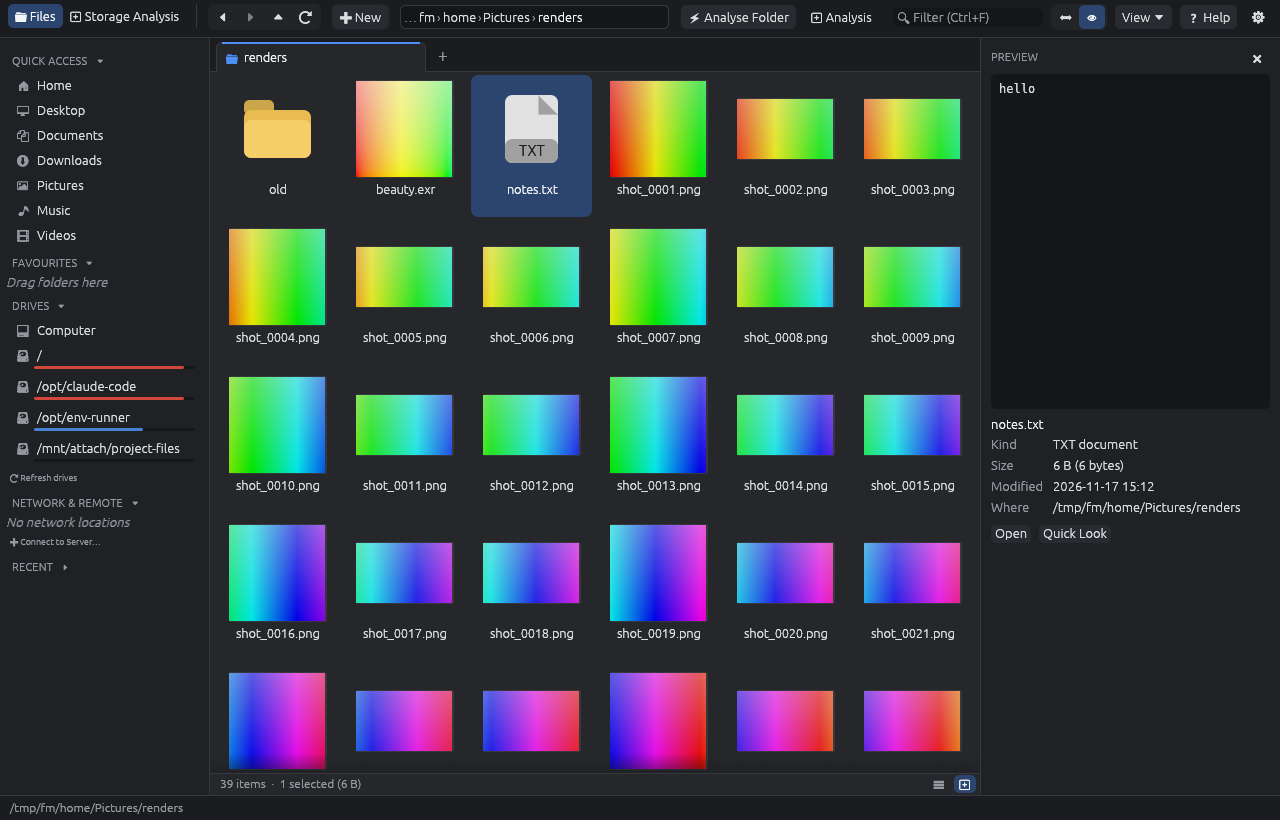 Files Storage Analysis New … fm › home › Pictures › renders Analyse Folder Analysis Filter (Ctrl+F) View ? Help
QUICK ACCESS
Home
Desktop
Documents
Downloads
Pictures
Music
Videos
FAVOURITES
Drag folders here
DRIVES
Computer
/
/opt/claude-code
/opt/env-runner
/mnt/attach/project-files
Refresh drives
NETWORK & REMOTE
No network locations
Connect to Server...
RECENT
renders +
old beauty.exr TXT notes.txt shot_0001.png shot_0002.png shot_0003.png
shot_0004.png shot_0005.png shot_0006.png shot_0007.png shot_0008.png shot_0009.png
shot_0010.png shot_0011.png shot_0012.png shot_0013.png shot_0014.png shot_0015.png
shot_0016.png shot_0017.png shot_0018.png shot_0019.png shot_0020.png shot_0021.png
39 items · 1 selected (6 B)
PREVIEW
hello
notes.txt
Kind TXT document
Size 6 B (6 bytes)
Modified 2026-11-17 15:12
Where /tmp/fm/home/Pictures/renders
Open Quick Look
/tmp/fm/home/Pictures/renders